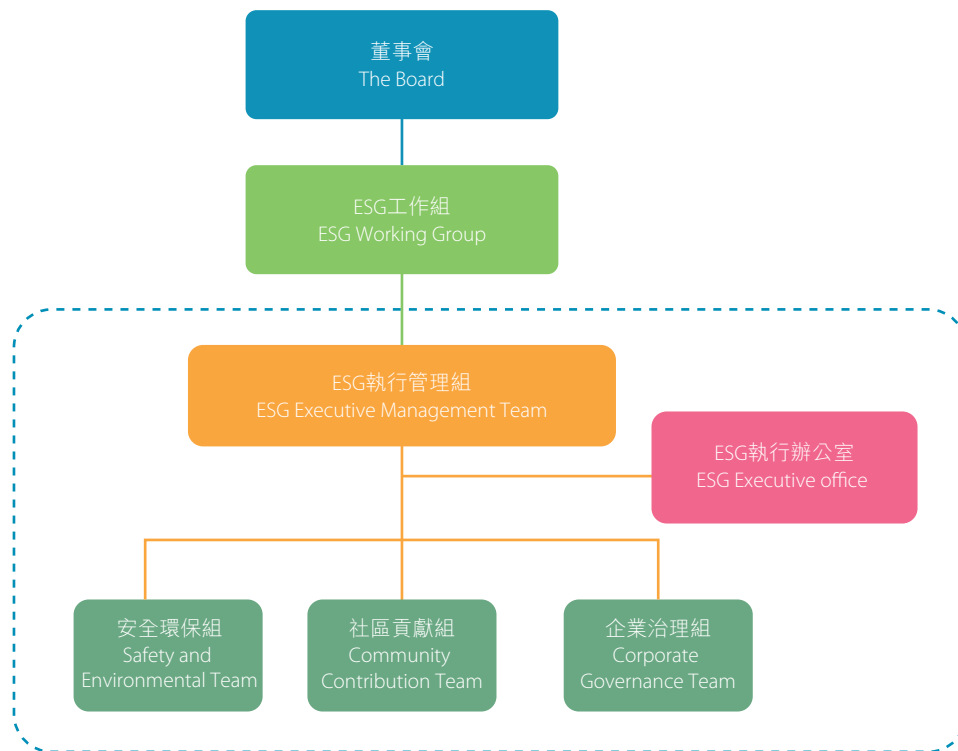 董事會
The Board
ESG工作組
ESG Working Group
ESG執行管理組
ESG Executive Management Team
ESG執行辦公室
ESG Executive office
安全環保組
Safety and
Environmental Team
社區貢獻組
Community
Contribution Team
企業治理組
Corporate
Governance Team